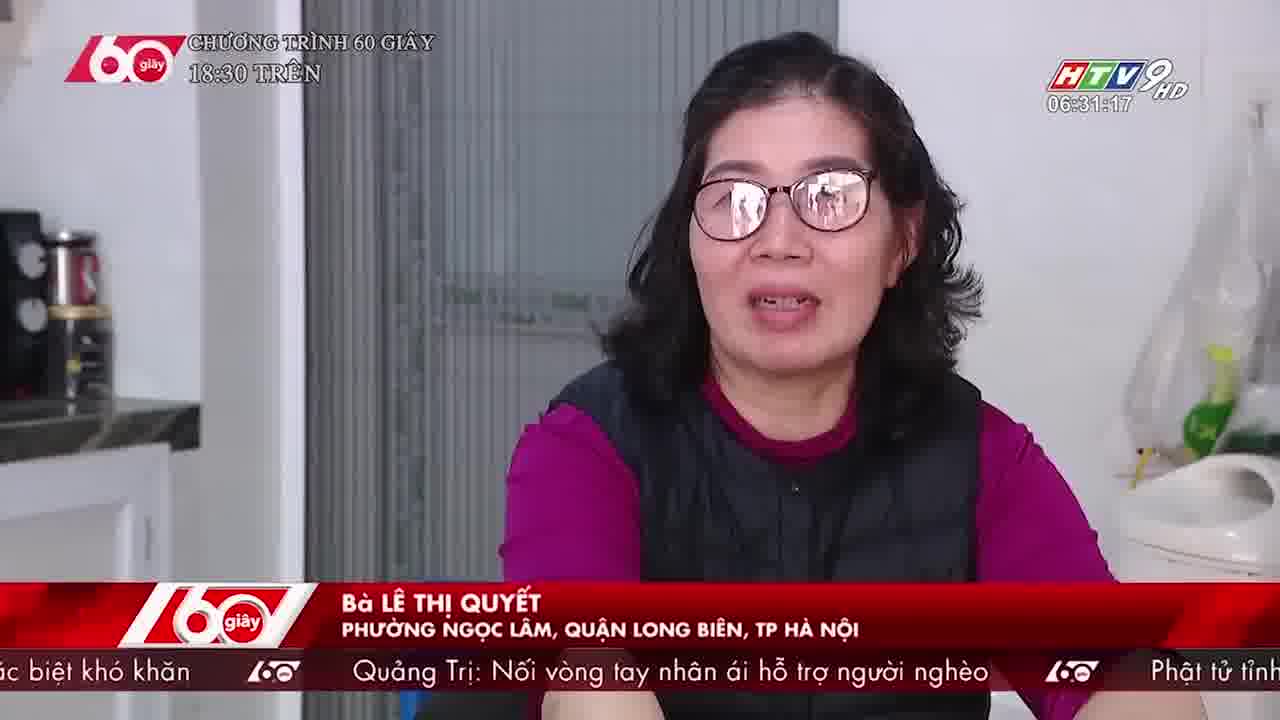 60 giây
CHƯƠNG TRÌNH 60 GIÂY
18:30 TRÊN
HTV9 HD
06:31:17
60 giây
Bà LÊ THỊ QUYẾT
PHƯỜNG NGỌC LÂM, QUẬN LONG BIÊN, TP HÀ NỘI
biệt khó khăn 60 Quảng Trị: Nối vòng tay nhân ái hỗ trợ người nghèo 60 Phật tử tỉnh